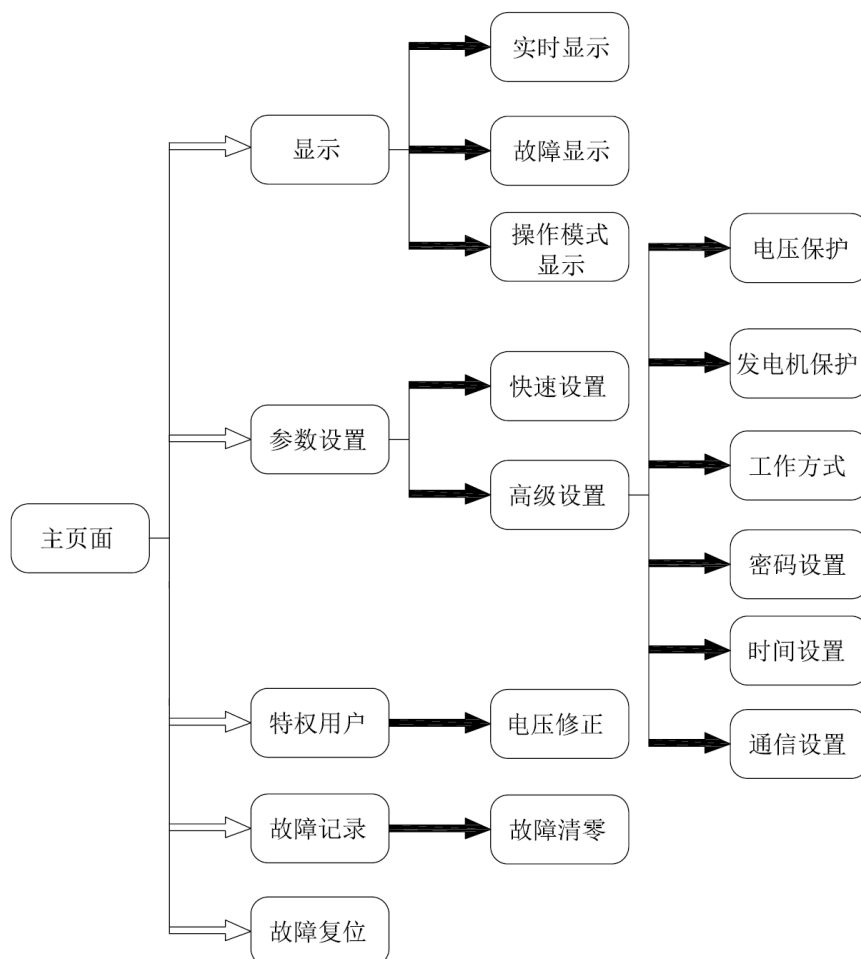 实时显示
显示
故障显示
操作模式
显示
电压保护
发电机保护
快速设置
参数设置
工作方式
高级设置
主页面
密码设置
时间设置
特权用户
电压修正
通信设置
故障记录
故障清零
故障复位